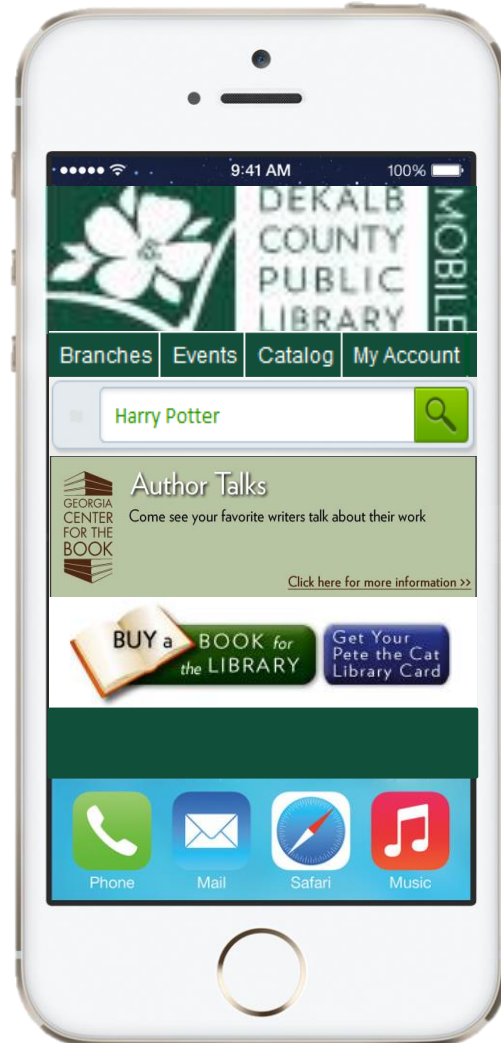 9:41 AM 100%
DEKALB
COUNTY
PUBLIC
LIBRARY
MOBILE
Branches Events Catalog My Account
Harry Potter
GEORGIA
CENTER
FOR THE
BOOK
Author Talks
Come see your favorite writers talk about their work
Click here for more information >>
BUY a BOOK for
the LIBRARY
Get Your
Pete the Cat
Library Card
Phone Mail Safari Music